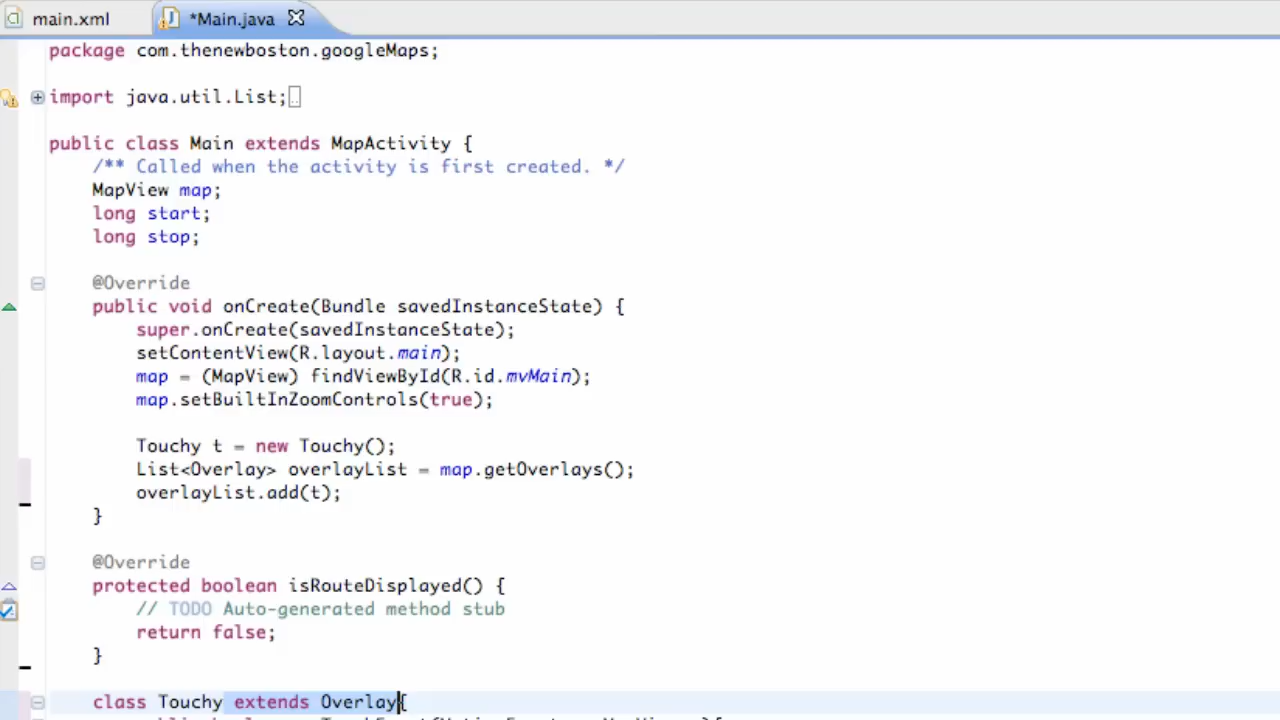 main.xml
*Main.java
package com.thenewboston.googleMaps;
import java.util.List;
public class Main extends MapActivity {
/** Called when the activity is first created. */
MapView map;
long start;
long stop;
@Override
public void onCreate(Bundle savedInstanceState) {
super.onCreate(savedInstanceState);
setContentView(R.layout.main);
map = (MapView) findViewById(R.id.mvMain);
map.setBuiltInZoomControls(true);
Touchy t = new Touchy();
List<Overlay> overlayList = map.getOverlays();
overlayList.add(t);
}
@Override
protected boolean isRouteDisplayed() {
// TODO Auto-generated method stub
return false;
}
class Touchy extends Overlay{